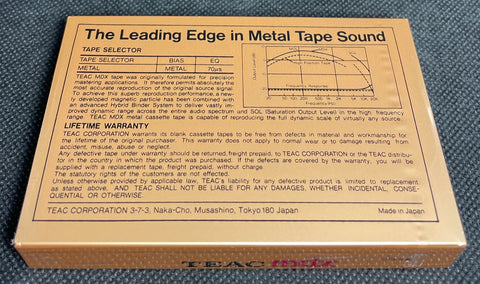 The Leading Edge in Metal Tape Sound
TAPE SELECTOR
TAPE SELECTOR BIAS EQ
METAL METAL 70μs
TEAC MDX tape was originally formulated for precision
mastering applications. It therefore permits absolutely the
most accurate reproduction of the original source signal.
To achieve this superb reproduction performance, a new-
ly developed magnetic particle has been combined with
an advanced Hybrid Binder System to deliver vastly im-
proved dynamic range across the entire audio spectrum and SOL (Saturation Output Level) in the high frequency
range. TEAC MDX metal cassette tape is capable of reproducing the full dynamic scale of virtually any source.
Output Level (dB)
Frequency Response
Frequency (Hz)
LIFETIME WARRANTY
TEAC CORPORATION warrants its blank cassette tapes to be free from defects in material and workmanship for
the lifetime of the original purchaser. This warranty does not apply to normal wear or to damage resulting from
accident, misuse, abuse or neglect.
Any defective tape under warranty should be returned, freight prepaid, to TEAC CORPORATION or the TEAC distribu-
tor in the country in which the product was purchased. If the defects are covered by the warranty, you will be
supplied with a replacement tape, freight prepaid, without charge.
The statutory rights of the customers are not effected.
Unless otherwise provided by applicable law, TEAC's liability for any defective product is limited to replacement
as stated above, AND TEAC SHALL NOT BE LIABLE FOR ANY DAMAGES, WHETHER INCIDENTAL, CONSE-
QUENTIAL OR OTHERWISE.
TEAC CORPORATION 3-7-3, Naka-Cho, Musashino, Tokyo 180 Japan Made in Japan
TEAC mdx